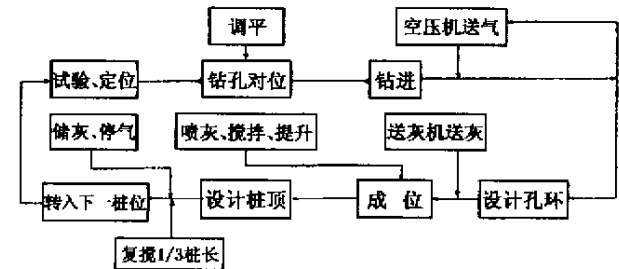 调平
空压机送气
试验、定位
钻孔对位
钻进
储灰、停气
喷灰、搅拌、提升
送灰机送灰
转入下一桩位
设计桩顶
成 位
设计孔环
复搅1/3桩长